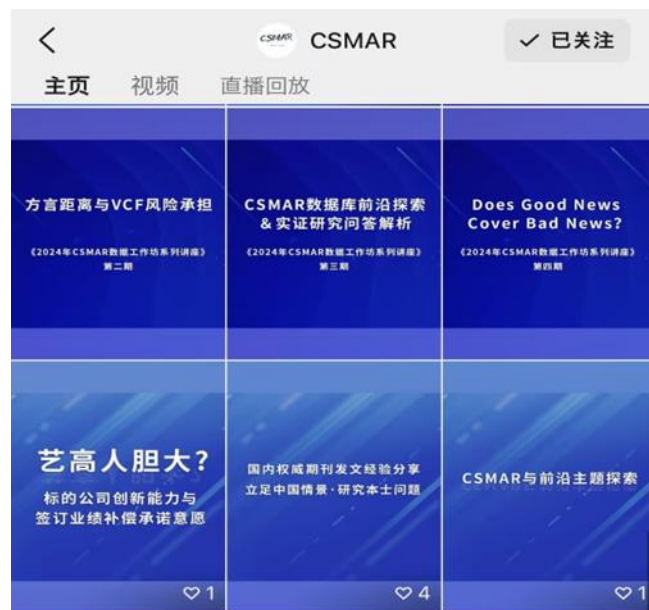 CSMAR CSMAR ✓ 已关注
主页 视频 直播回放
方言距离与VCF风险承担
《2024年CSMAR数据工作坊系列讲座》
第二期
CSMAR数据库前沿探索
&实证研究问答解析
《2024年CSMAR数据工作坊系列讲座》
第三期
Does Good News
Cover Bad News?
《2024年CSMAR数据工作坊系列讲座》
第四期
艺高人胆大?
标的公司创新能力与
签订业绩补偿承诺意愿
1
国内权威期刊发文经验分享
立足中国情景·研究本土问题
4
CSMAR与前沿主题探索
1